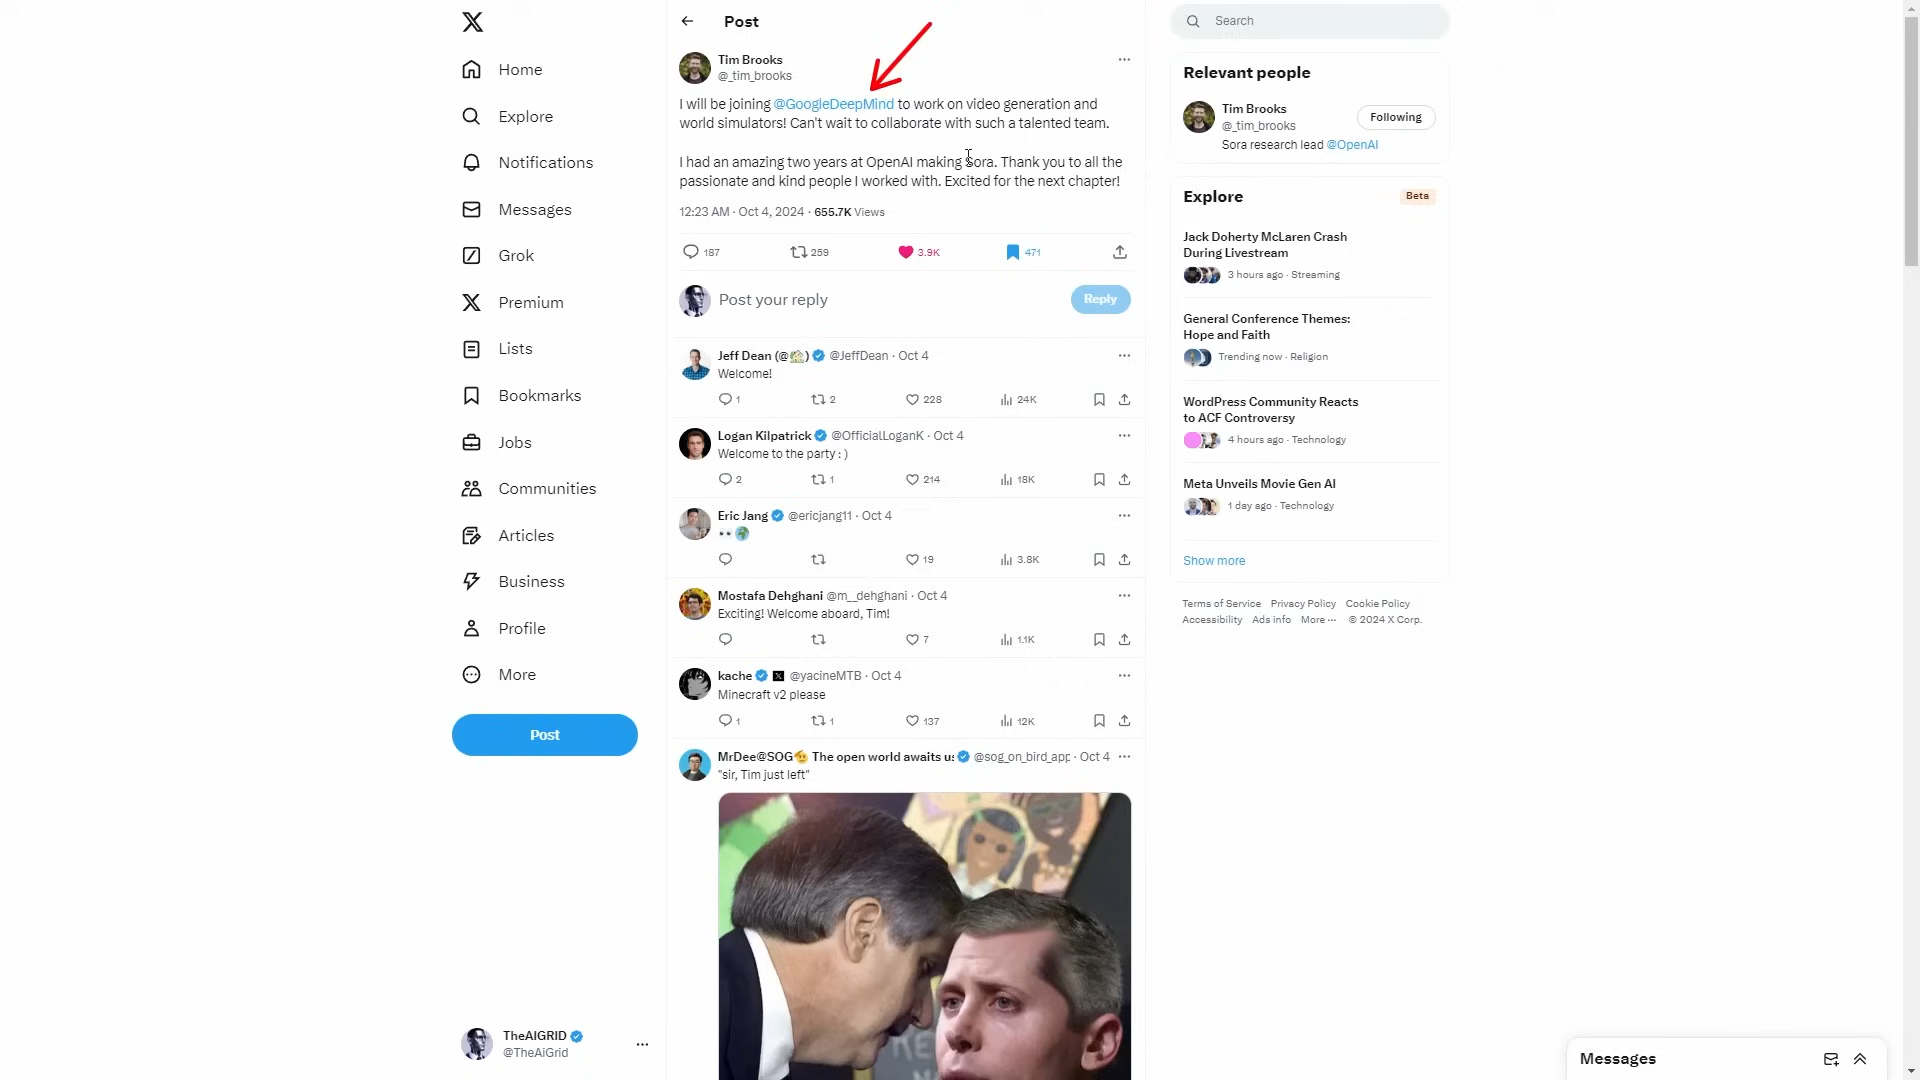 Post
Search
Home
Explore
Notifications
Messages
Grok
Premium
Lists
Bookmarks
Jobs
Communities
Articles
Business
Profile
More
Post
TheAIGRID
@TheAiGrid
Tim Brooks
@_tim_brooks
I will be joining @GoogleDeepMind to work on video generation and
world simulators! Can't wait to collaborate with such a talented team.
I had an amazing two years at OpenAI making Sora. Thank you to all the
passionate and kind people I worked with. Excited for the next chapter!
12:23 AM · Oct 4, 2024 · 655.7K Views
187 259 3.9K 471
Post your reply
Reply
Jeff Dean (@🏡) @JeffDean · Oct 4
Welcome!
1 2 228 24K
Logan Kilpatrick @OfficialLoganK · Oct 4
Welcome to the party : )
2 1 214 18K
Eric Jang @ericjang11 · Oct 4
👀🌍
19 3.8K
Mostafa Dehghani @m__dehghani · Oct 4
Exciting! Welcome aboard, Tim!
7 1.1K
kache @yacineMTB · Oct 4
Minecraft v2 please
1 1 137 12K
MrDee@SOG🫡 The open world awaits u @sog_on_bird_app · Oct 4
"sir, Tim just left"
Relevant people
Tim Brooks
@_tim_brooks
Following
Sora research lead @OpenAI
Explore
Beta
Jack Doherty McLaren Crash
During Livestream
3 hours ago · Streaming
General Conference Themes:
Hope and Faith
Trending now · Religion
WordPress Community Reacts
to ACF Controversy
4 hours ago · Technology
Meta Unveils Movie Gen AI
1 day ago · Technology
Show more
Terms of Service Privacy Policy Cookie Policy
Accessibility Ads info More ··· © 2024 X Corp.
Messages